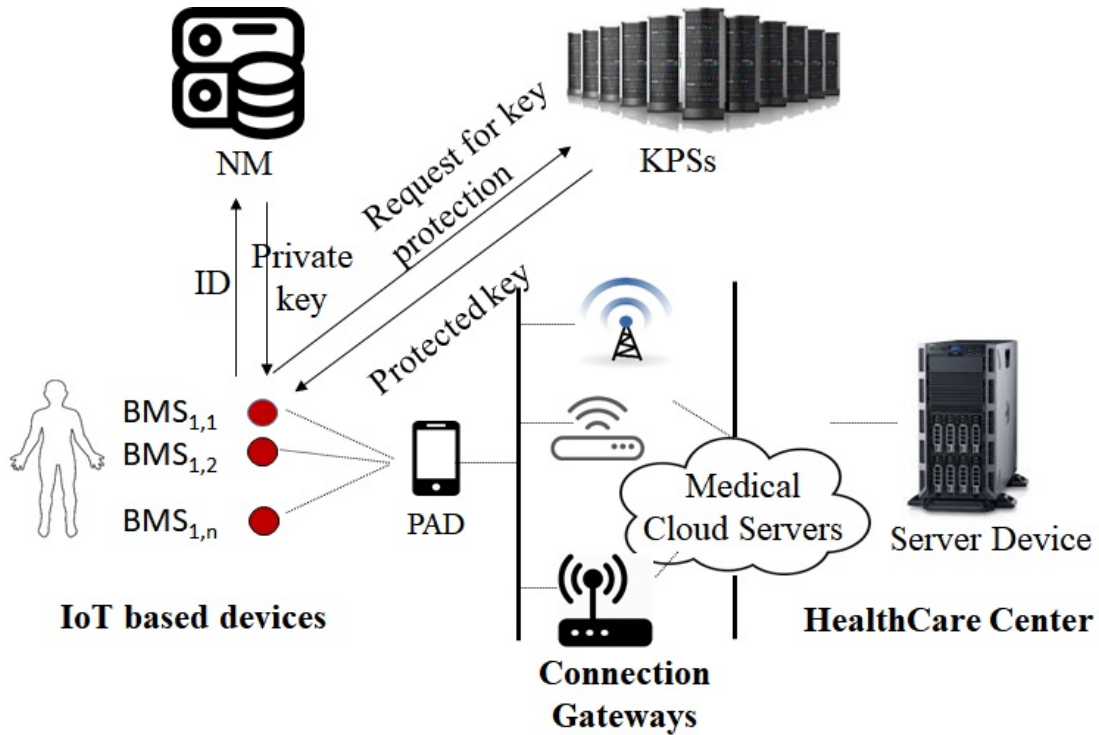 NM
KPSs
Request for key
protection
ID
Private
key
Protected key
BMS1,1
BMS1,2
BMS1,n
PAD
Medical
Cloud Servers
Server Device
IoT based devices
HealthCare Center
Connection
Gateways